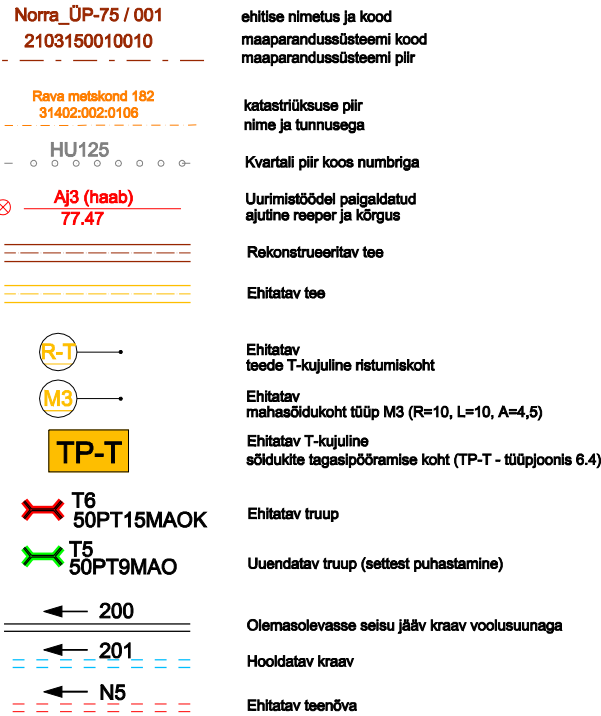 Norra_ÜP-75 / 001 ehitise nimetus ja kood
2103150010010 maaparandussüsteemi kood
maaparandussüsteemi piir
Rava metskond 182 katastriüksuse piir
31402:002:0106 nime ja tunnusega
HU125 Kvartali piir koos numbriga
Aj3 (haab) Uurimistöödel paigaldatud
77.47 ajutine reeper ja kõrgus
Rekonstrueeritav tee
Ehitatav tee
R-T Ehitatav
teede T-kujuline ristumiskoht
M3 Ehitatav
mahasõidukoht tüüp M3 (R=10, L=10, A=4,5)
TP-T Ehitatav T-kujuline
sõidukite tagasipööramise koht (TP-T - tüüpjoonis 6.4)
T6
50PT15MAOK Ehitatav truup
T5
50PT9MAO Uuendatav truup (settest puhastamine)
200 Olemasolevasse seisu jääv kraav voolusuunaga
201 Hooldatav kraav
N5 Ehitatav teenõva